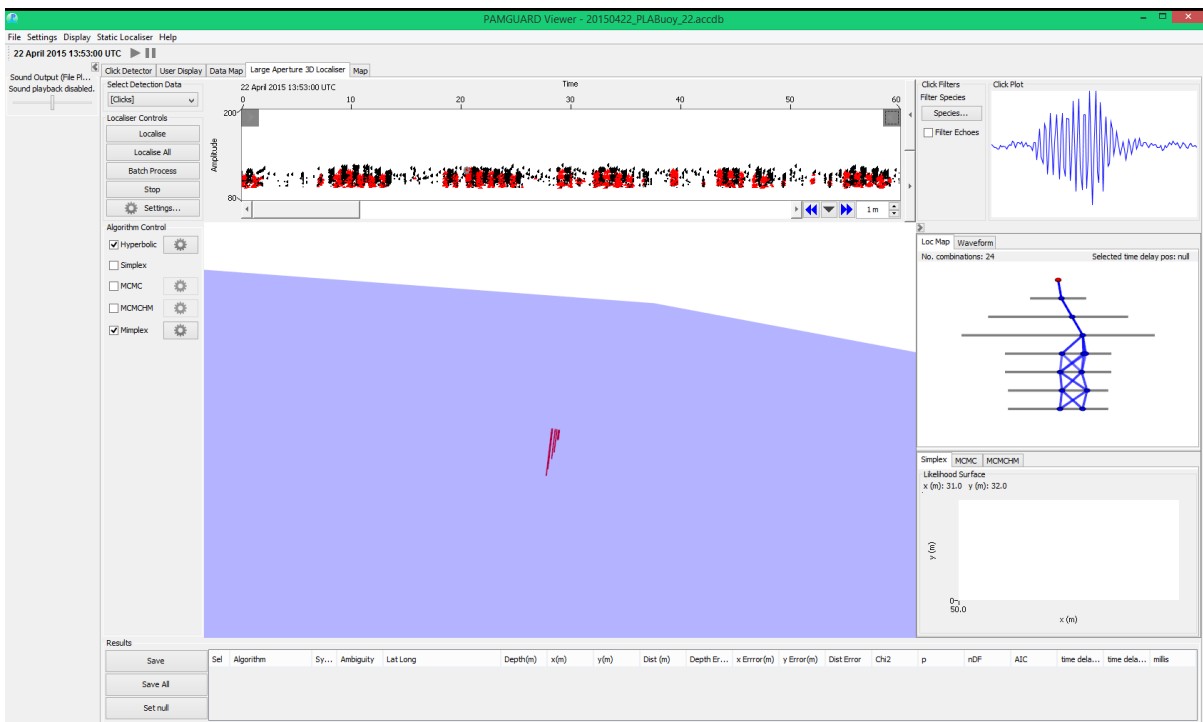 PAMGUARD Viewer - 20150422_PLABuoy_22.accdb
File Settings Display Static Localiser Help
22 April 2015 13:53:00 UTC
Sound Output (File Pl...
Sound playback disabled.
Click Detector User Display Data Map Large Aperture 3D Localiser Map
Select Detection Data
[Clicks]
Localiser Controls
Localise
Localise All
Batch Process
Stop
Settings...
Algorithm Control
Hyperbolic
Simplex
MCMC
MCMCHM
Mimplex
22 April 2015 13:53:00 UTC
Time
0 10 20 30 40 50 60
200
Amplitude
80
1 m
Click Filters
Filter Species
Species...
Filter Echoes
Click Plot
Loc Map Waveform
No. combinations: 24 Selected time delay pos: null
Simplex MCMC MCMCHM
Likelihood Surface
x (m): 31.0 y (m): 32.0
y (m)
0
50.0
x (m)
Results
Save
Save All
Set null
Sel Algorithm Sy... Ambiguity Lat Long Depth(m) x(m) y(m) Dist (m) Depth Er... x Errror(m) y Error(m) Dist Error Chi2 p nDF AIC time dela... time dela... millis